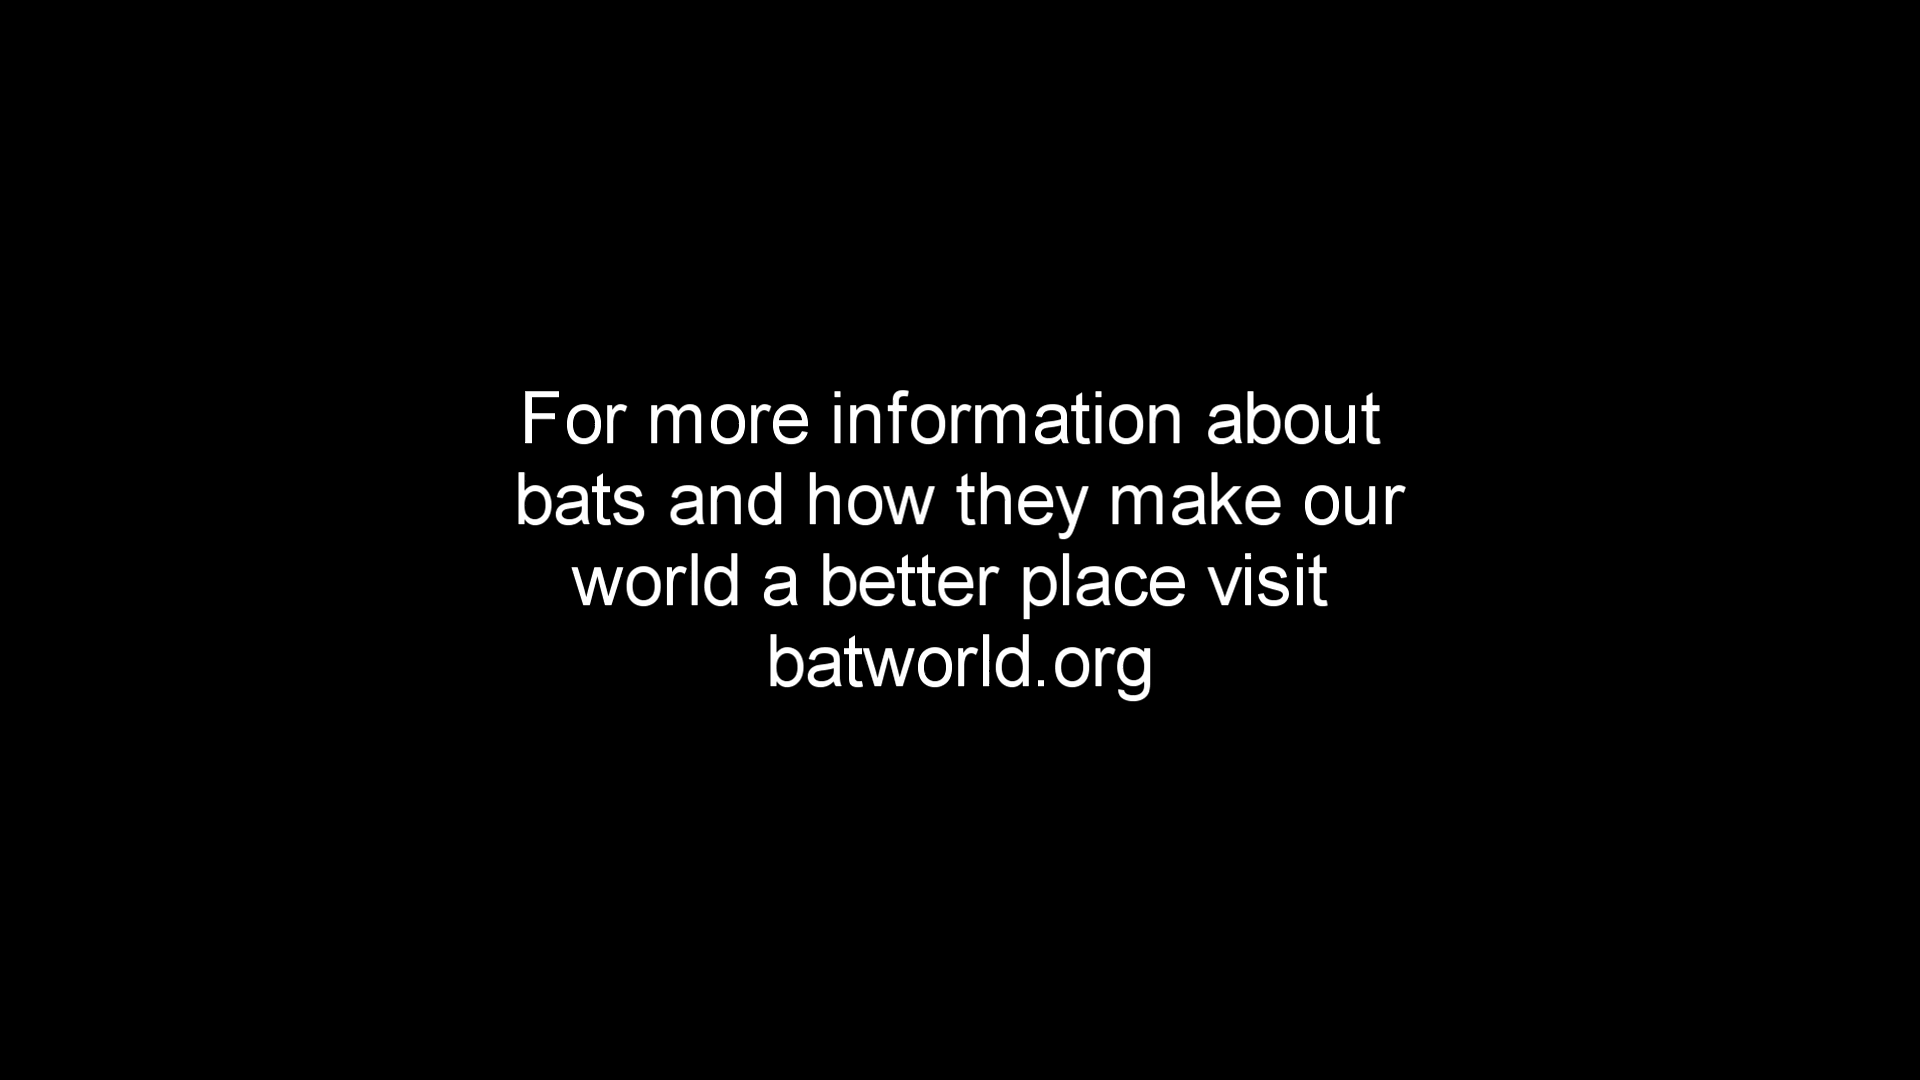 For more information about
bats and how they make our
world a better place visit
batworld.org